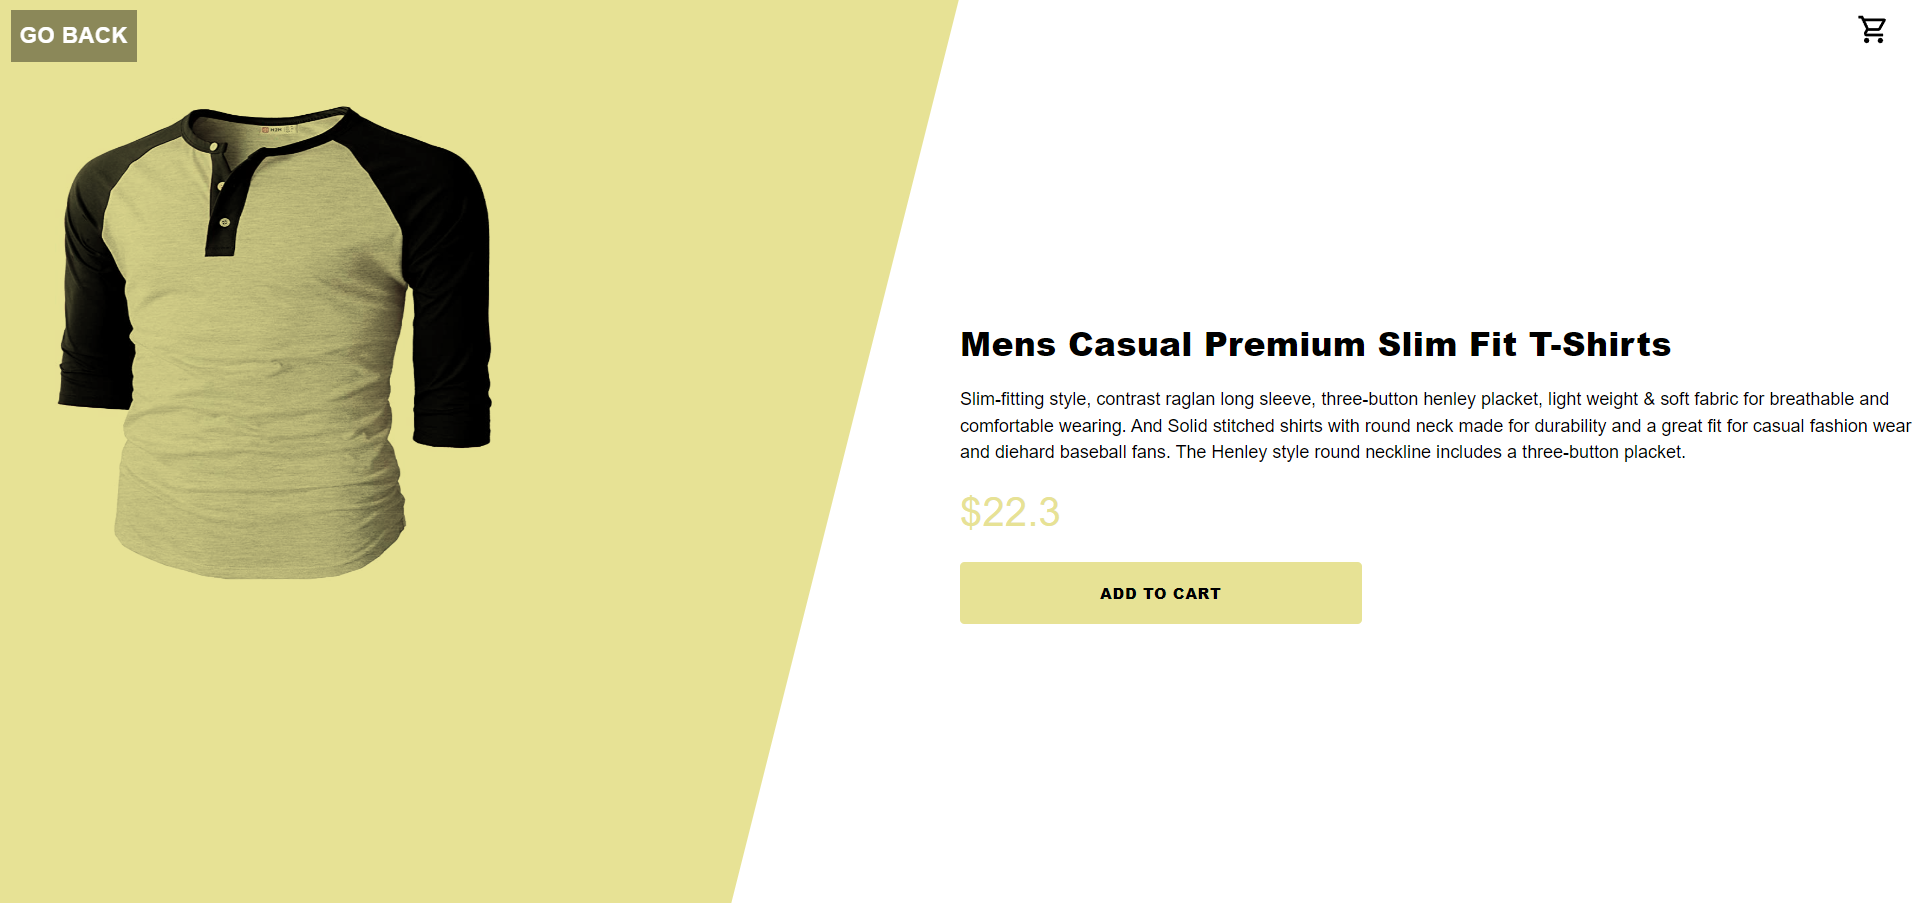 GO BACK
Mens Casual Premium Slim Fit T-Shirts
Slim-fitting style, contrast raglan long sleeve, three-button henley placket, light weight & soft fabric for breathable and
comfortable wearing. And Solid stitched shirts with round neck made for durability and a great fit for casual fashion wear
and diehard baseball fans. The Henley style round neckline includes a three-button placket.
$22.3
ADD TO CART